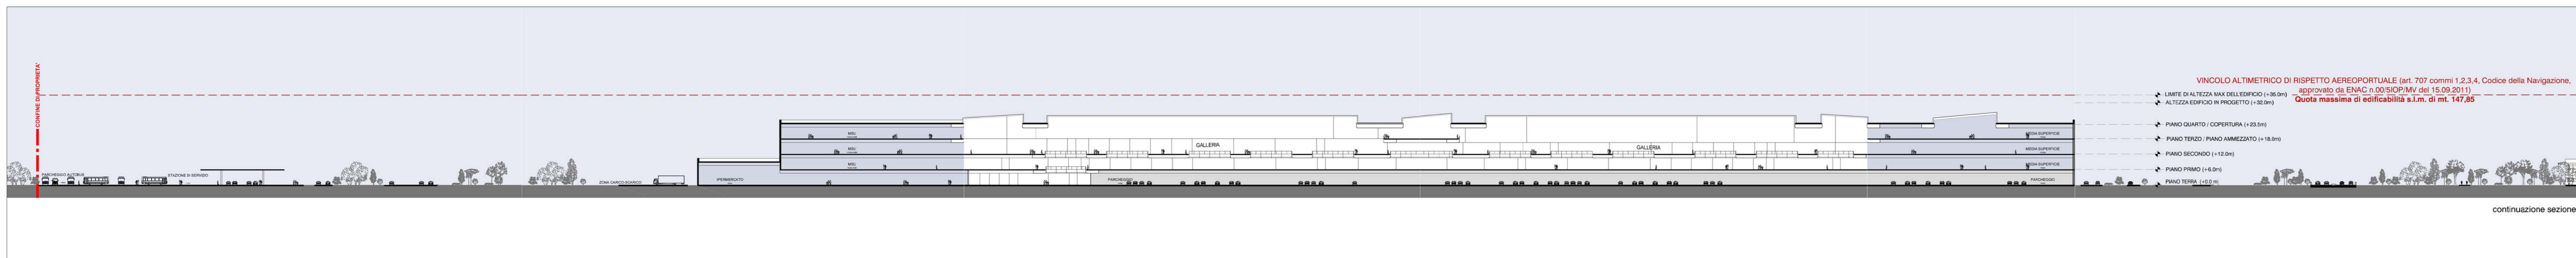 CONFINE DI PROPRIETA'
VINCOLO ALTIMETRICO DI RISPETTO AEREOPORTUALE (art. 707 commi 1,2,3,4, Codice della Navigazione,
approvato da ENAC n.00/5IOP/MV del 15.09.2011)
Quota massima di edificabilità s.l.m. di mt. 147,85
LIMITE DI ALTEZZA MAX DELL'EDIFICIO (+35.0m)
ALTEZZA EDIFICIO IN PROGETTO (+32.0m)
PIANO QUARTO / COPERTURA (+23.5m)
PIANO TERZO / PIANO AMMEZZATO (+18.0m)
PIANO SECONDO (+12.0m)
PIANO PRIMO (+6.0m)
PIANO TERRA (+0.0 m)
PARCHEGGIO AUTOBUS
STAZIONE DI SERVIZIO
ZONA CARICO-SCARICO
IPERMERCATO
MSU
MSU
MSU
GALLERIA
GALLERIA
PARCHEGGIO
MEDIA SUPERFICIE
MEDIA SUPERFICIE
MEDIA SUPERFICIE
PARCHEGGIO
continuazione sezione